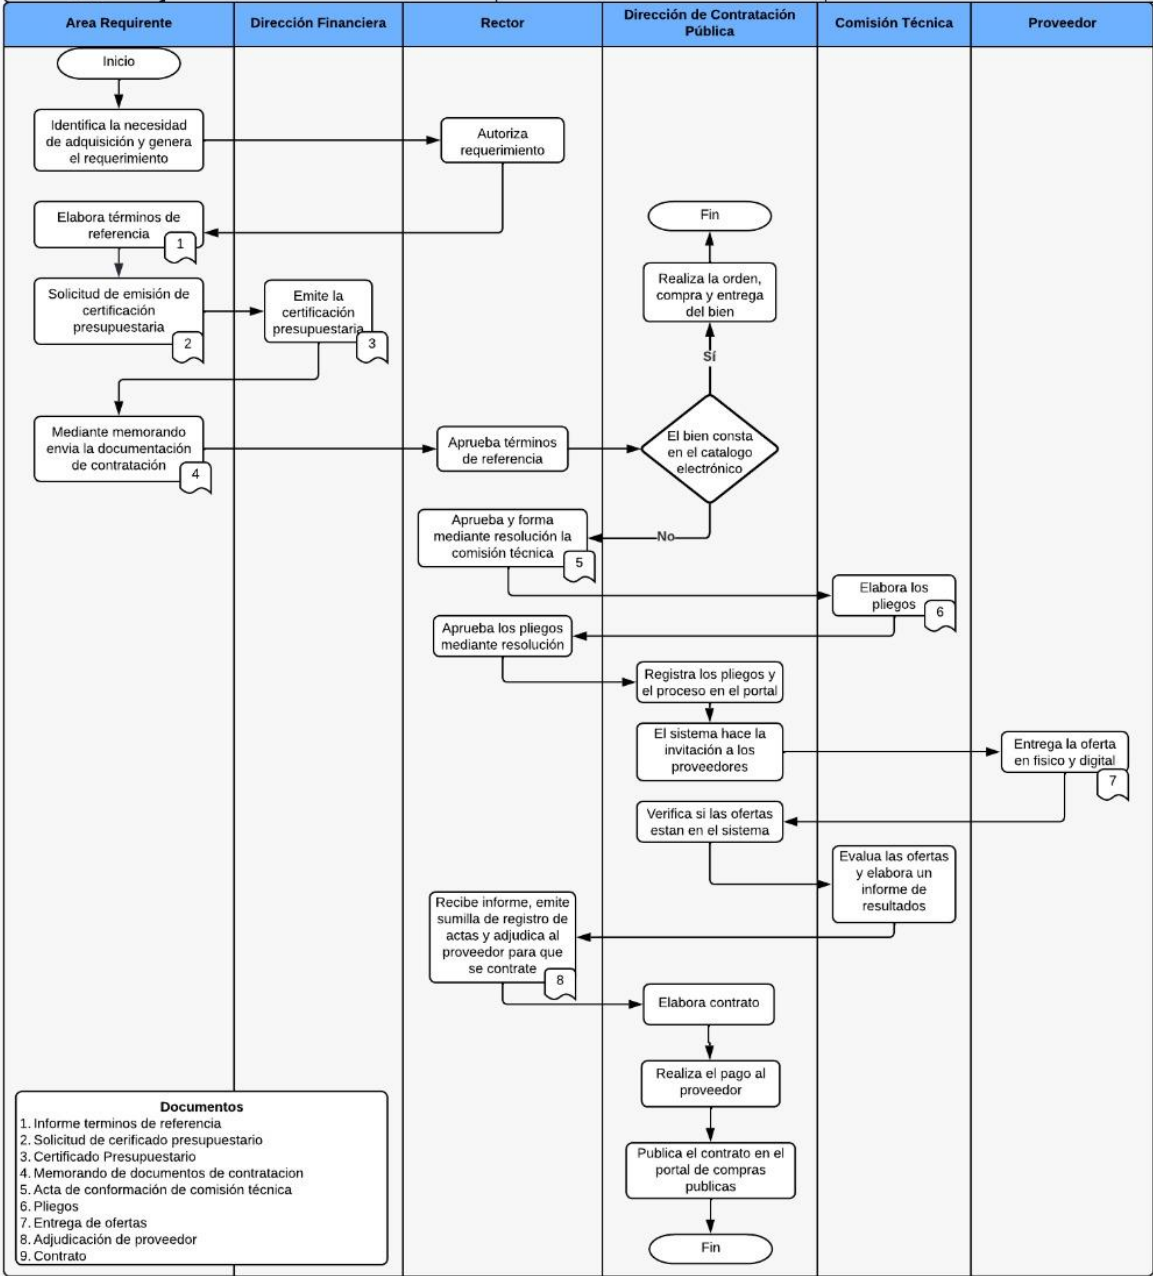 Area Requirente
Dirección Financiera
Rector
Dirección de Contratación
Pública
Comisión Técnica
Proveedor
Inicio
Identifica la necesidad
de adquisición y genera
el requerimiento
Autoriza
requerimiento
Elabora términos de
referencia
1
Solicitud de emisión de
certificación
presupuestaria
2
Emite la
certificación
presupuestaria
3
Mediante memorando
envia la documentación
de contratación
4
Aprueba términos
de referencia
El bien consta
en el catalogo
electrónico
Sí
Realiza la orden,
compra y entrega
del bien
Fin
No
Aprueba y forma
mediante resolución la
comisión técnica
5
Elabora los
pliegos
6
Aprueba los pliegos
mediante resolución
Registra los pliegos y
el proceso en el portal
El sistema hace la
invitación a los
proveedores
Entrega la oferta
en fisico y digital
7
Verifica si las ofertas
estan en el sistema
Evalua las ofertas
y elabora un
informe de
resultados
Recibe informe, emite
sumilla de registro de
actas y adjudica al
proveedor para que
se contrate
8
Elabora contrato
Realiza el pago al
proveedor
Publica el contrato en el
portal de compras
publicas
Fin
Documentos
1. Informe terminos de referencia
2. Solicitud de cerificado presupuestario
3. Certificado Presupuestario
4. Memorando de documentos de contratacion
5. Acta de conformación de comisión técnica
6. Pliegos
7. Entrega de ofertas
8. Adjudicación de proveedor
9. Contrato